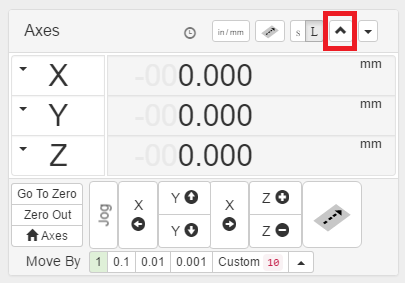 Axes in / mm s L
X -000.000 mm
Y -000.000 mm
Z -000.000 mm
Go To Zero
Zero Out
Axes
Jog
X Y Y X Z Z
Move By 1 0.1 0.01 0.001 Custom 10